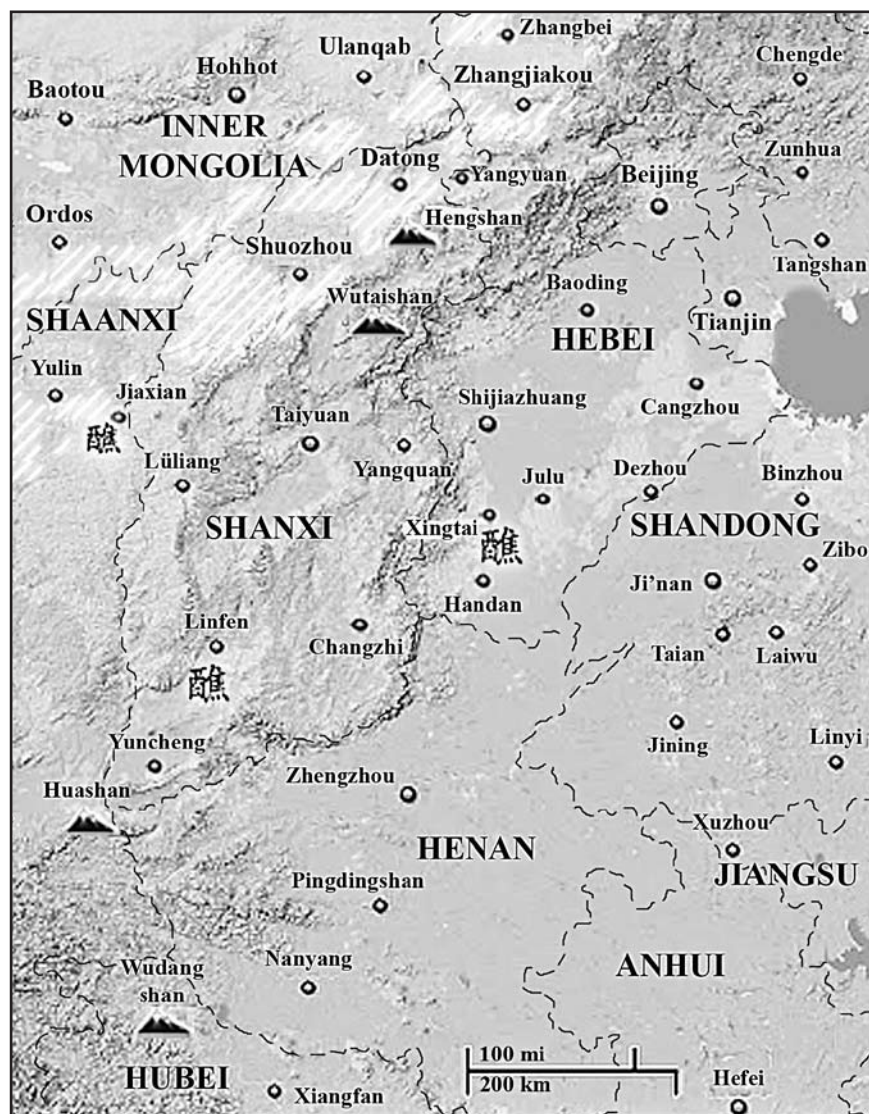 Zhangbei
Ulanqab
Hohhot
Zhangjiakou
Chengde
Baotou
INNER
MONGOLIA
Datong
Yangyuan
Beijing
Zunhua
Ordos
Hengshan
Shuozhou
Tangshan
Wutaishan
Baoding
SHAANXI
HEBEI
Tianjin
Yulin
Jiaxian
醮
Shijiazhuang
Cangzhou
Taiyuan
Yangquan
Lüliang
Julu
Dezhou
Binzhou
SHANXI
Xingtai
醮
SHANDONG
Zibo
Ji'nan
Handan
Linfen
醮
Changzhi
Taian
Laiwu
Yuncheng
Jining
Linyi
Zhengzhou
Huashan
Xuzhou
HENAN
JIANGSU
Pingdingshan
Wudang
shan
Nanyang
ANHUI
100 mi
200 km
HUBEI
Xiangfan
Hefei